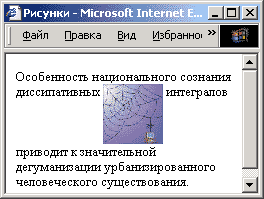 Рисунки - Microsoft Internet E...
Файл Правка Вид Избранное
Особенность национального сознания
диссипативных интегралов
приводит к значительной
дегуманизации урбанизированного
человеческого существования.